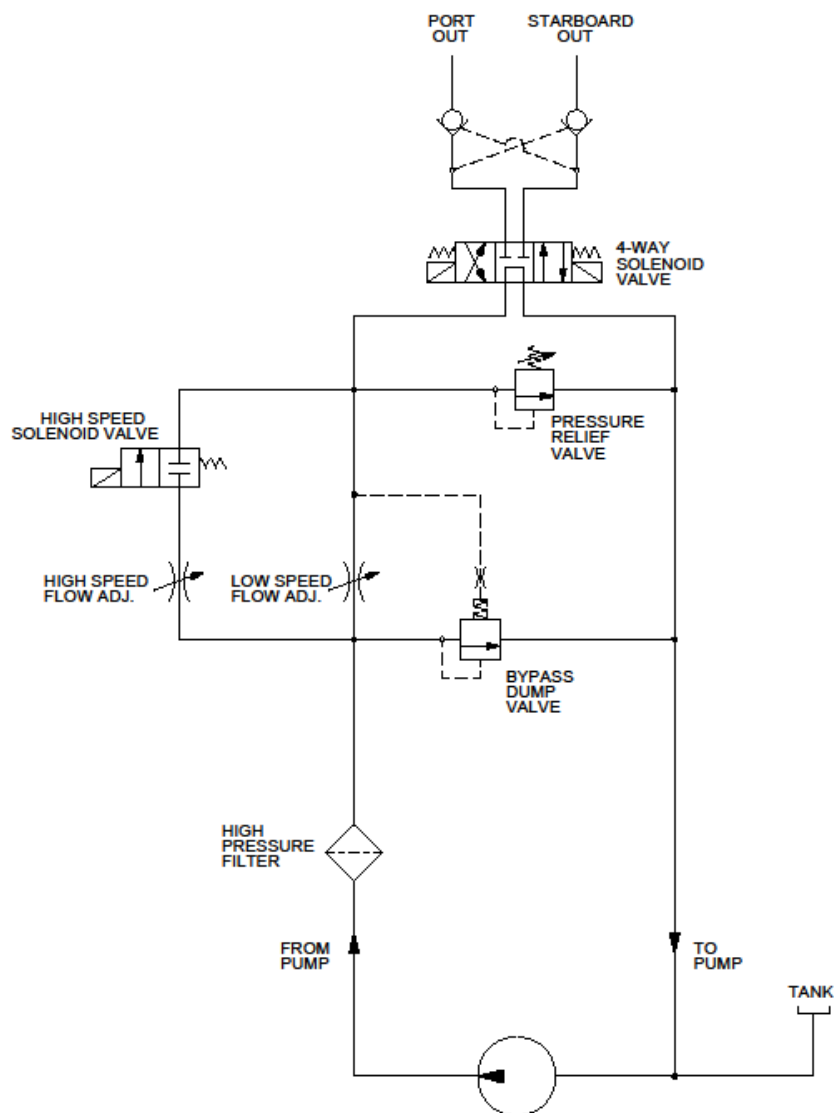 PORT
OUT
STARBOARD
OUT
4-WAY
SOLENOID
VALVE
HIGH SPEED
SOLENOID VALVE
PRESSURE
RELIEF
VALVE
HIGH SPEED
FLOW ADJ.
LOW SPEED
FLOW ADJ.
BYPASS
DUMP
VALVE
HIGH
PRESSURE
FILTER
FROM
PUMP
TO
PUMP
TANK